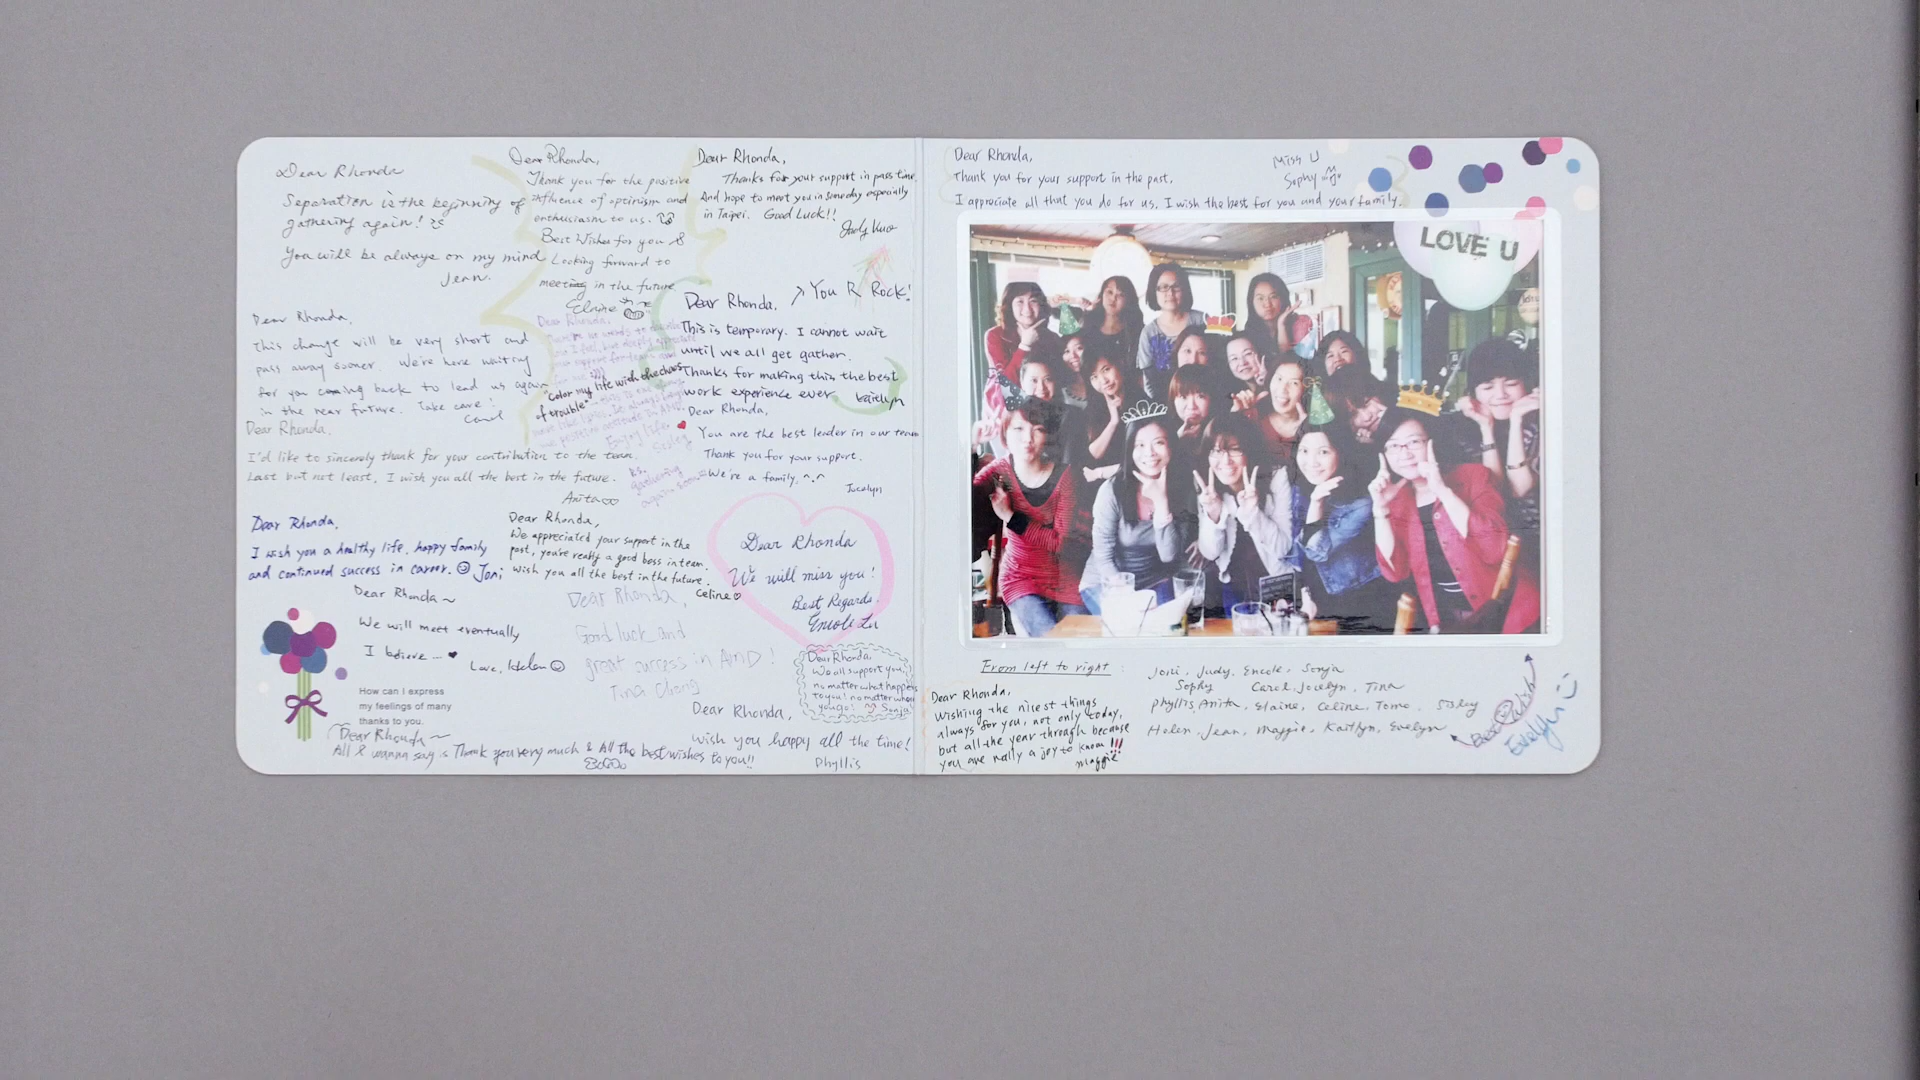 Dear Rhonda
Separation is the beginning of
gathering again!
You will be always on my mind
Jean.
Dear Rhonda,
Thank you for the positive
influence of optimism and
enthusiasm to us.
Best Wishes for you &
Looking forward to
meeting in the future
Elaine
Dear Rhonda,
Thanks for your support in pass time.
And hope to meet you in someday especially
in Taipei. Good Luck!!
Judy Kuo
Dear Rhonda,
This change will be very short and
pass away sooner. We're here waiting
for you coming back to lead us again
in the near future. Take care!
Carol
Dear Rhonda,
"Color my life with the chaos
of trouble"
Enjoy life.
Sisley
P.S.
gathering
again soon
Dear Rhonda, → You R Rock!
This is temporary. I cannot wait
until we all get gather.
Thanks for making this the best
work experience ever Kaitlyn
Dear Rhonda,
I'd like to sincerely thank for your contribution to the team.
Last but not least, I wish you all the best in the future.
Anita
Dear Rhonda,
You are the best leader in our team
Thank you for your support.
We're a family. ^.^
Jocelyn
Dear Rhonda,
I wish you a healthy life, happy family
and continued success in career. Joni
Dear Rhonda,
We appreciated your support in the
past, you're really a good boss in team.
Wish you all the best in the future.
Celine
Dear Rhonda
We will miss you!
Best Regards.
Encole Lu
Dear Rhonda~
We will meet eventually
I believe ...
Love, Helen
Dear Rhonda,
Good luck and
great success in AMD!
Tina Chong
Dear Rhonda,
We all support you,
no matter what happens
to you! no matter where
you go! Sonja
How can I express
my feelings of many
thanks to you.
Dear Rhonda~
All I wanna say is Thank you very much & All the best wishes to you!!
Dear Rhonda,
Wish you happy all the time!
Phyllis
Dear Rhonda,
Thank you for your support in the past.
I appreciate all that you do for us. I wish the best for you and your family.
Miss U
Sophy
LOVE U
From left to right :
Joni, Judy, Encole, Sonja
Sophy Carol, Jocelyn, Tina
Phyllis, Anita, Elaine, Celine, Tomo, Sisley
Helen, Jean, Maggie, Kaitlyn, Evelyn
Dear Rhonda,
Wishing the nicest things
always for you, not only today,
but all the year through because
you are really a joy to know!!!
Maggie
Best Wish
Evelyn